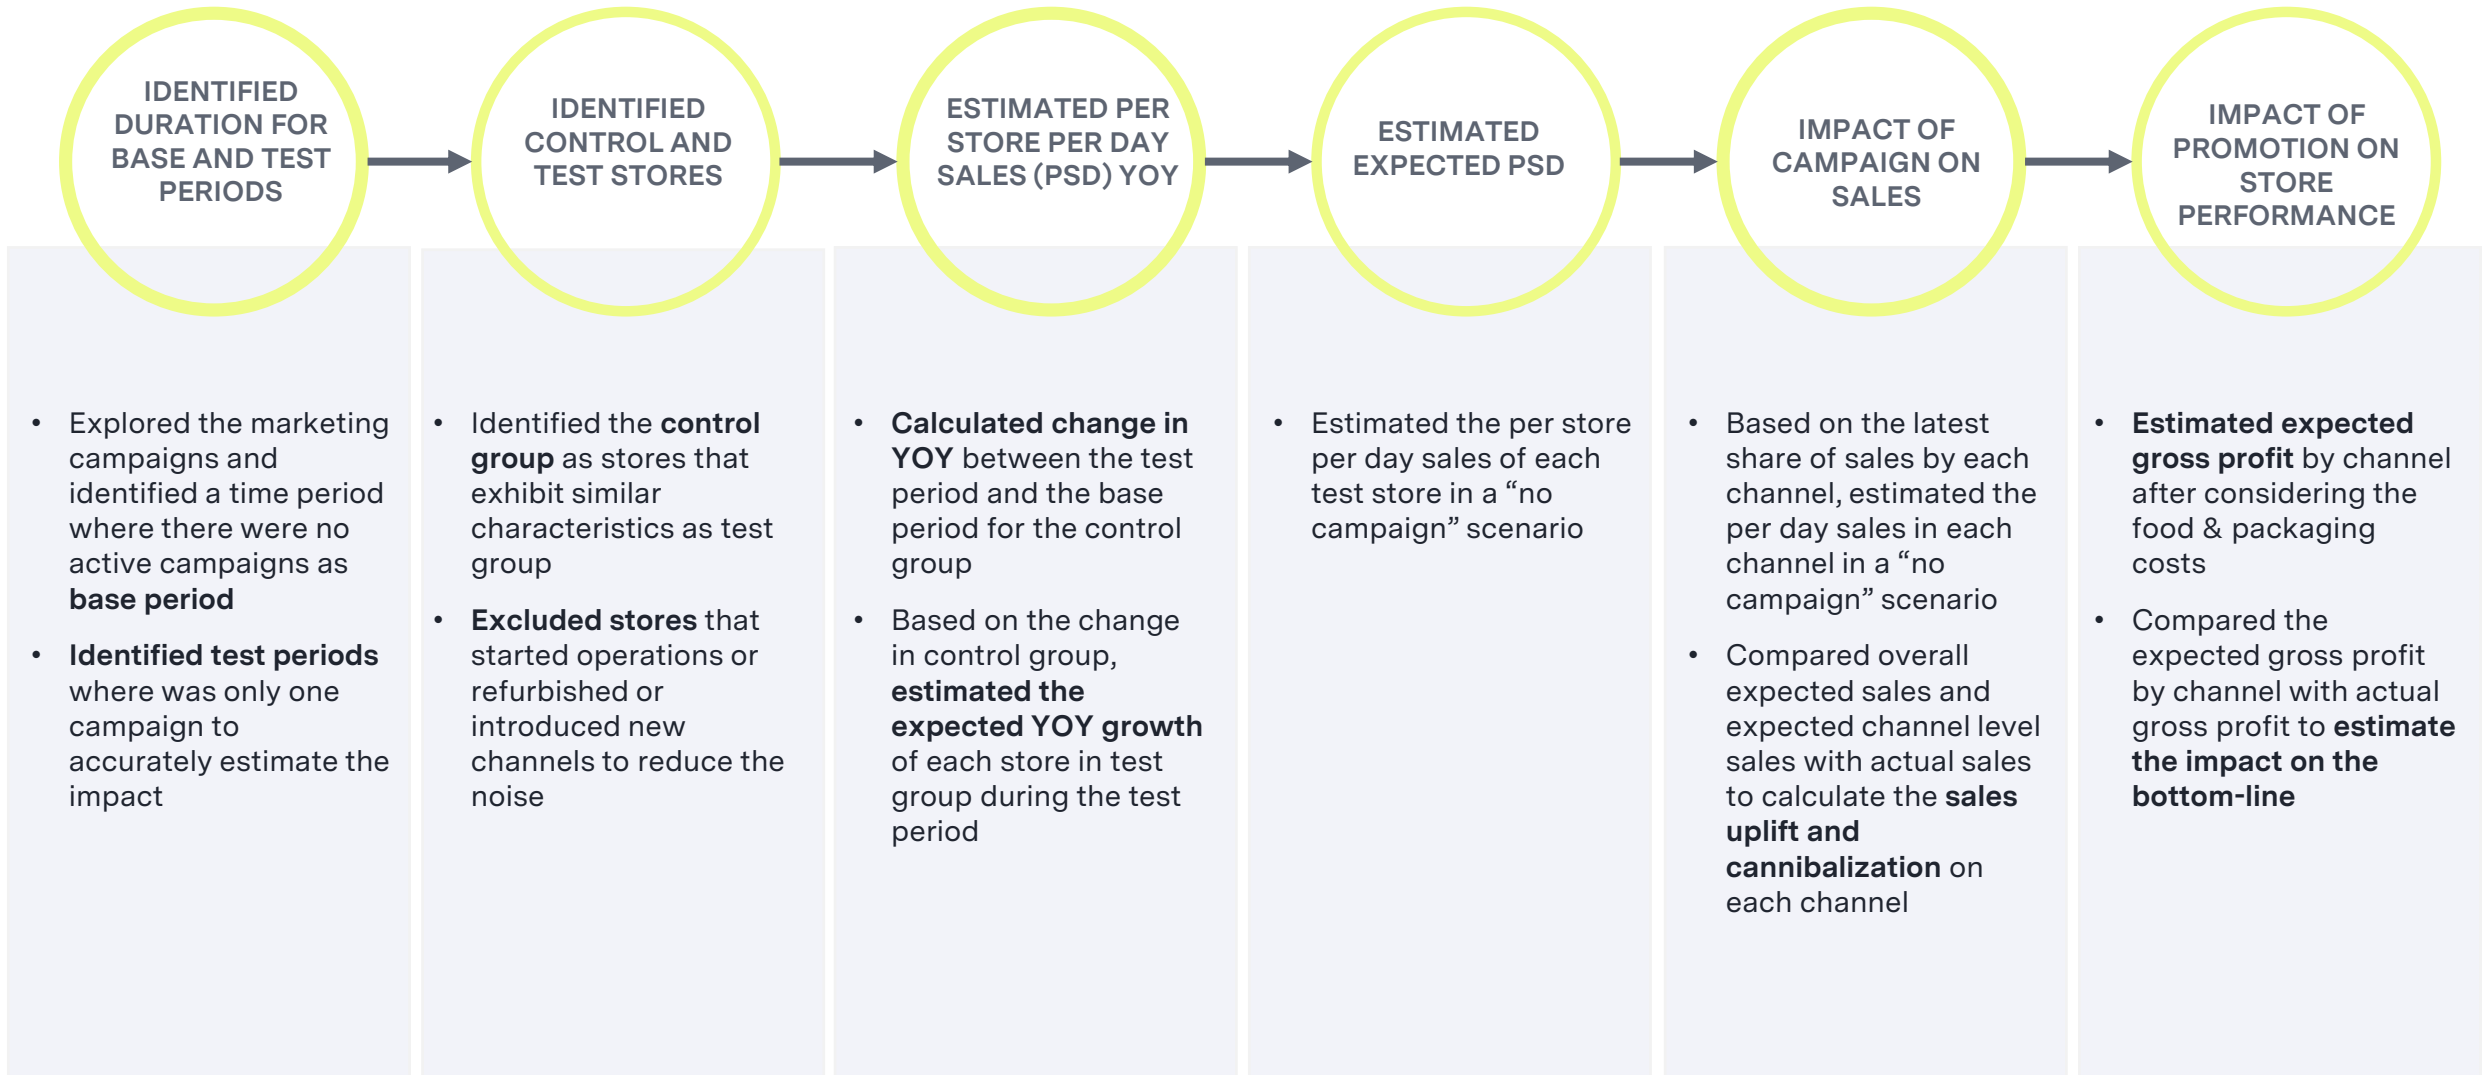 IDENTIFIED
DURATION FOR
BASE AND TEST
PERIODS
IDENTIFIED
CONTROL AND
TEST STORES
ESTIMATED PER
STORE PER DAY
SALES (PSD) YOY
ESTIMATED
EXPECTED PSD
IMPACT OF
CAMPAIGN ON
SALES
IMPACT OF
PROMOTION ON
STORE
PERFORMANCE
• Explored the marketing
campaigns and
identified a time period
where there were no
active campaigns as
base period
• Identified test periods
where was only one
campaign to
accurately estimate the
impact
• Identified the control
group as stores that
exhibit similar
characteristics as test
group
• Excluded stores that
started operations or
refurbished or
introduced new
channels to reduce the
noise
• Calculated change in
YOY between the test
period and the base
period for the control
group
• Based on the change
in control group,
estimated the
expected YOY growth
of each store in test
group during the test
period
• Estimated the per store
per day sales of each
test store in a “no
campaign” scenario
• Based on the latest
share of sales by each
channel, estimated the
per day sales in each
channel in a “no
campaign” scenario
• Compared overall
expected sales and
expected channel level
sales with actual sales
to calculate the sales
uplift and
cannibalization on
each channel
• Estimated expected
gross profit by channel
after considering the
food & packaging
costs
• Compared the
expected gross profit
by channel with actual
gross profit to estimate
the impact on the
bottom-line